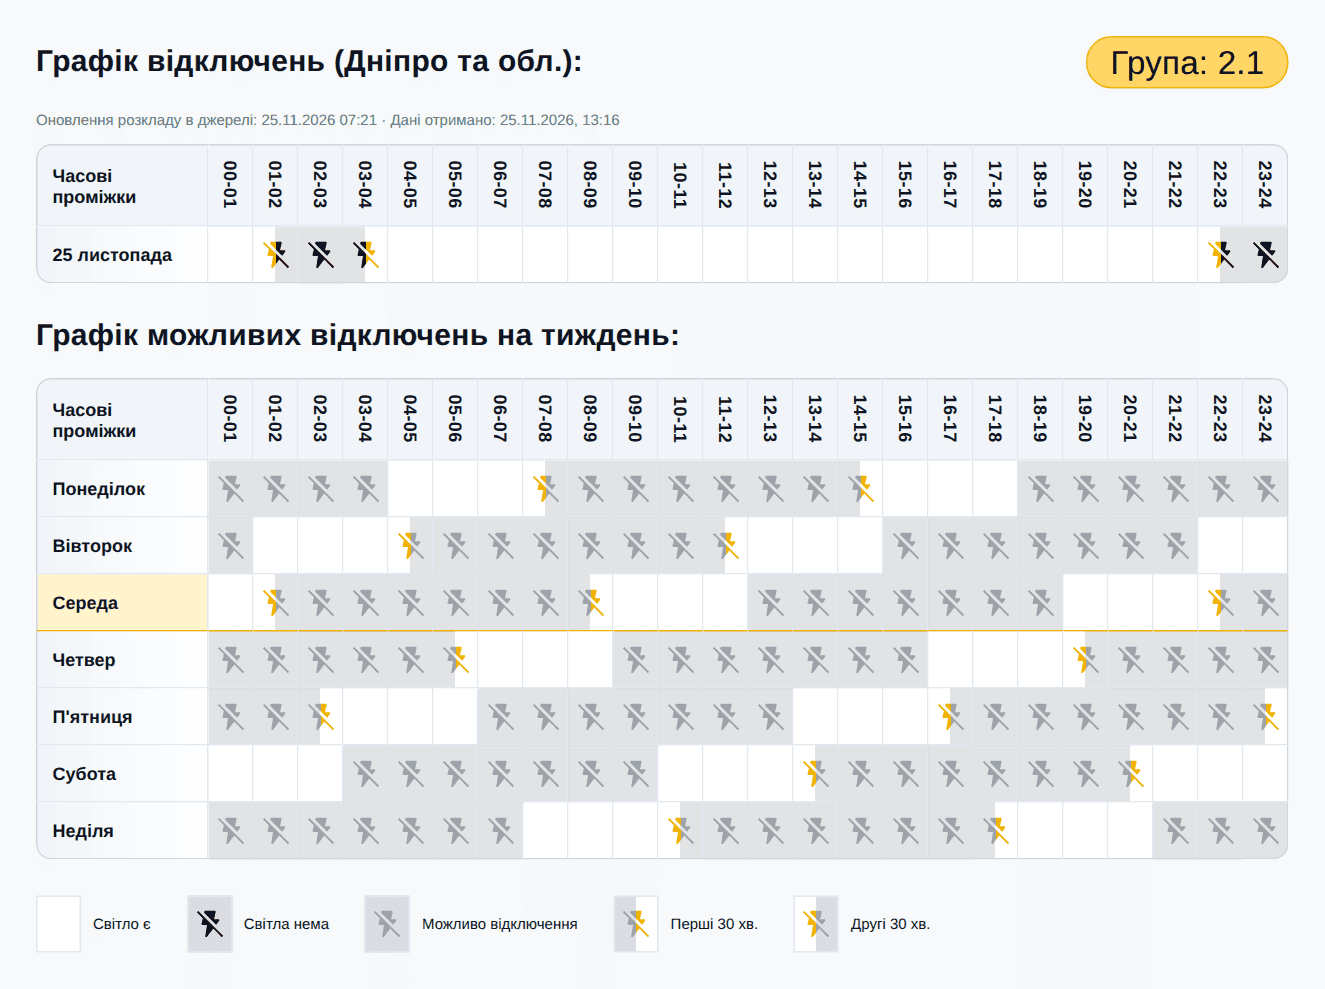 Графік відключень (Дніпро та обл.):
Група: 2.1
Оновлення розкладу в джерелі: 25.11.2026 07:21 · Дані отримано: 25.11.2026, 13:16
Часові
проміжки
00-01 01-02 02-03 03-04 04-05 05-06 06-07 07-08 08-09 09-10 10-11 11-12 12-13 13-14 14-15 15-16 16-17 17-18 18-19 19-20 20-21 21-22 22-23 23-24
25 листопада
Графік можливих відключень на тиждень:
Часові
проміжки
00-01 01-02 02-03 03-04 04-05 05-06 06-07 07-08 08-09 09-10 10-11 11-12 12-13 13-14 14-15 15-16 16-17 17-18 18-19 19-20 20-21 21-22 22-23 23-24
Понеділок
Вівторок
Середа
Четвер
П'ятниця
Субота
Неділя
Світло є
Світла нема
Можливо відключення
Перші 30 хв.
Другі 30 хв.